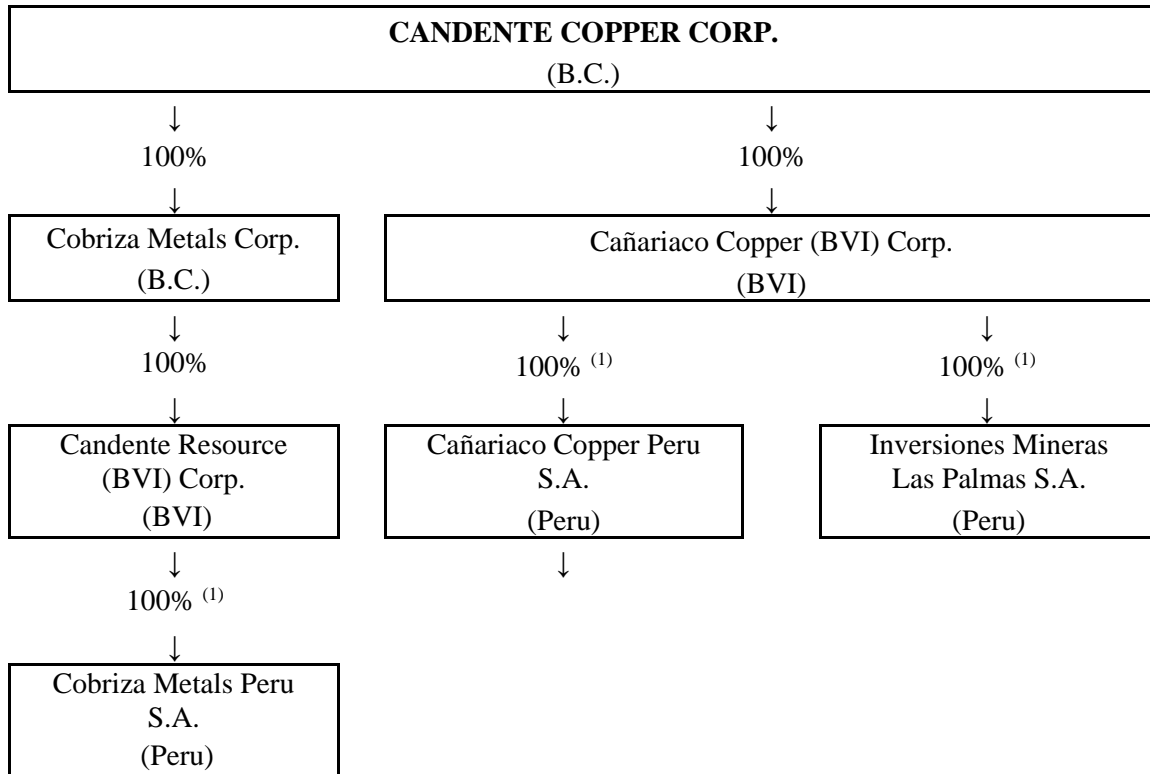 CANDENTE COPPER CORP.
(B.C.)
↓ ↓
100% 100%
↓ ↓
Cobriza Metals Corp.
(B.C.)
Cañariaco Copper (BVI) Corp.
(BVI)
↓ ↓ ↓
100% 100% (1) 100% (1)
↓ ↓ ↓
Candente Resource
(BVI) Corp.
(BVI)
Cañariaco Copper Peru
S.A.
(Peru)
Inversiones Mineras
Las Palmas S.A.
(Peru)
↓ ↓
100% (1)
↓
Cobriza Metals Peru
S.A.
(Peru)